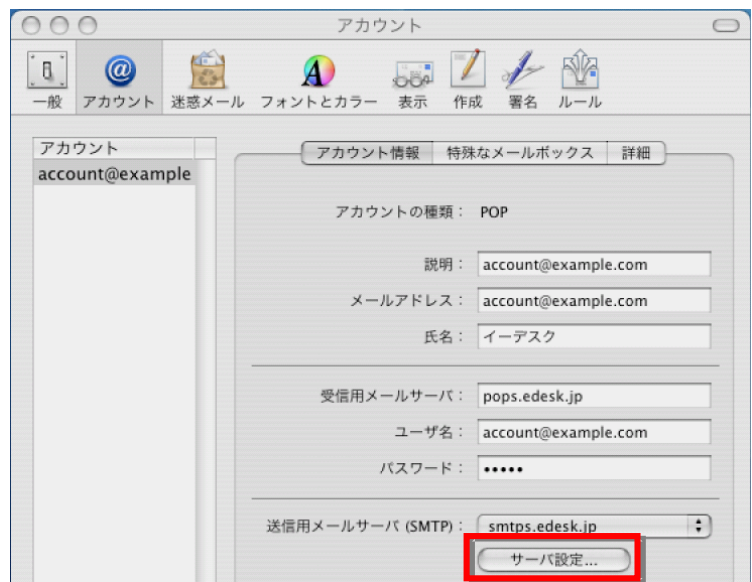 アカウント
一般 アカウント 迷惑メール フォントとカラー 表示 作成 署名 ルール
アカウント
account@example
アカウント情報 特殊なメールボックス 詳細
アカウントの種類： POP
説明： account@example.com
メールアドレス： account@example.com
氏名： イーデスク
受信用メールサーバ： pops.edesk.jp
ユーザ名： account@example.com
パスワード： •••••
送信用メールサーバ (SMTP)： smtps.edesk.jp
サーバ設定...